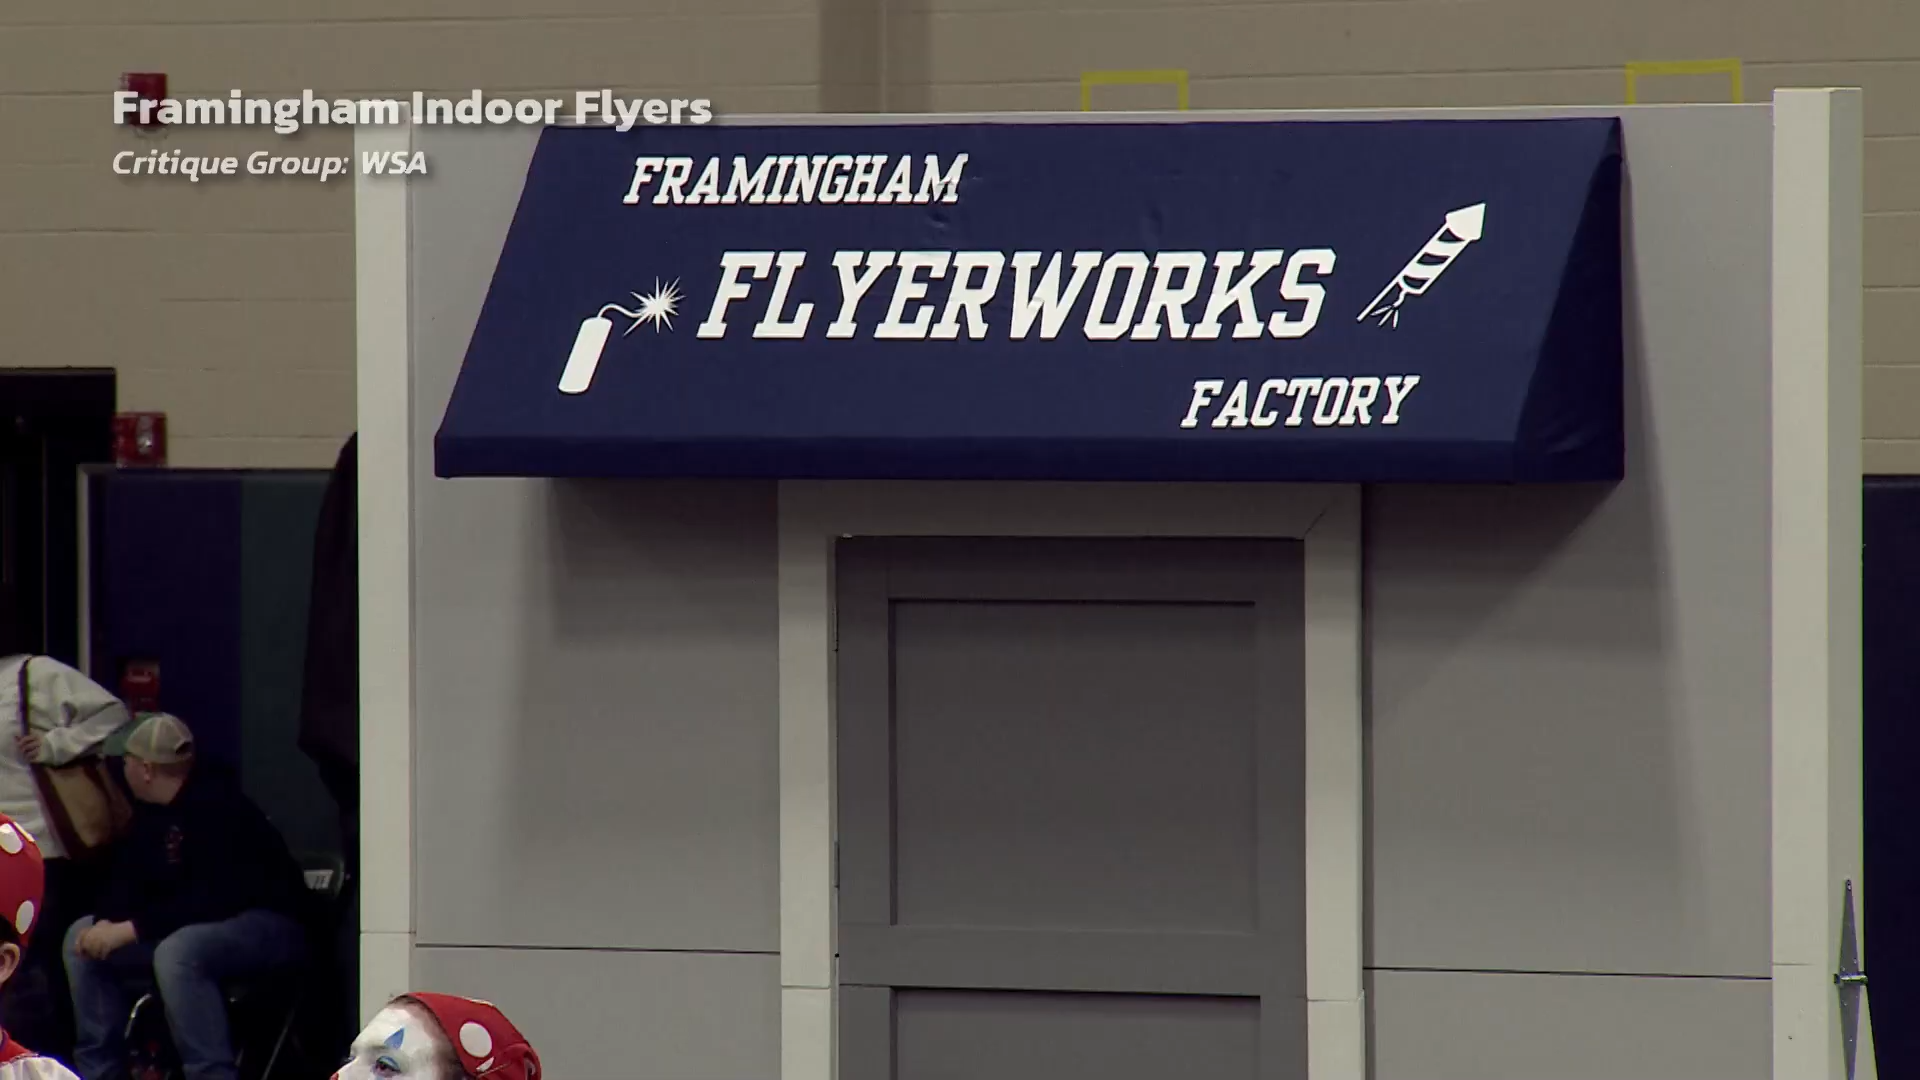 Framingham Indoor Flyers
Critique Group: WSA
FRAMINGHAM
FLYERWORKS
FACTORY